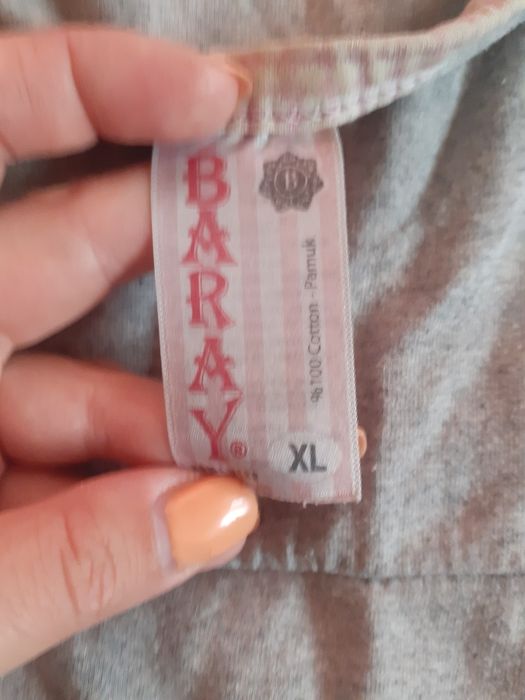 BARAY®
%100 Cotton - Pamuk
XL